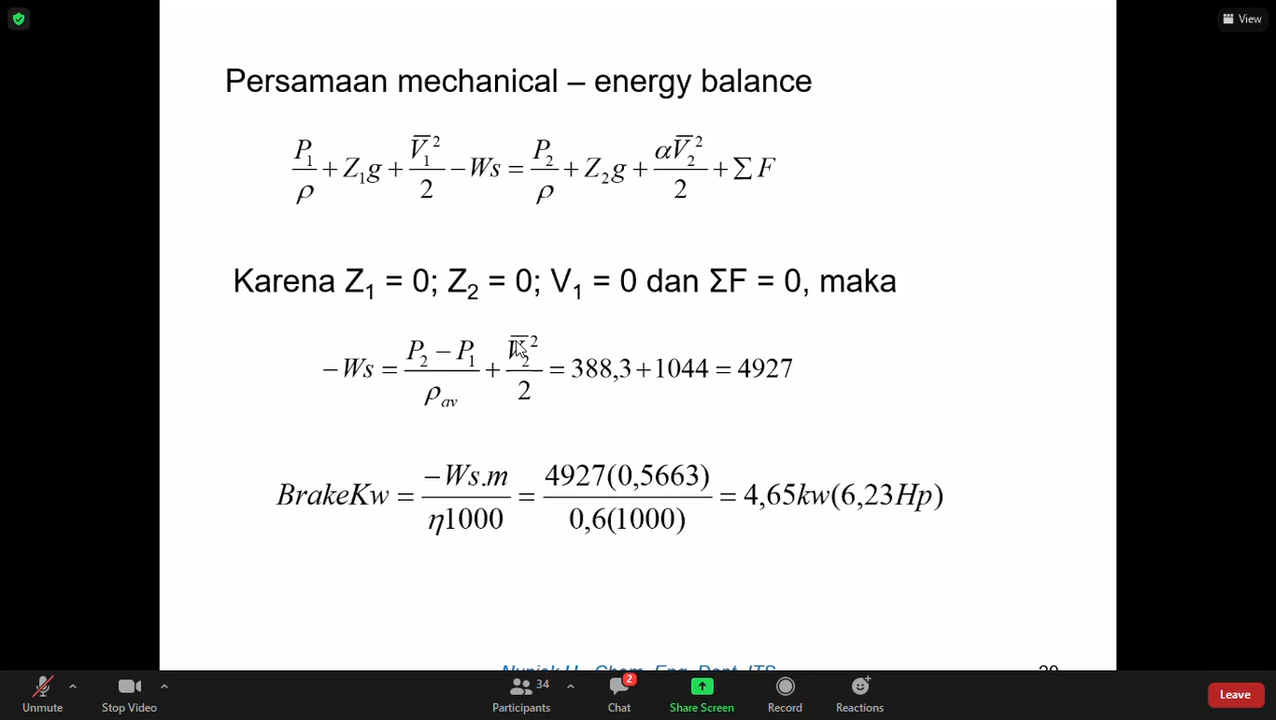 View
Persamaan mechanical – energy balance
P₁/ρ + Z₁g + V̅₁²/2 − Ws = P₂/ρ + Z₂g + αV̅₂²/2 + ∑ F
Karena Z₁ = 0; Z₂ = 0; V₁ = 0 dan ΣF = 0, maka
− Ws = (P₂ − P₁)/ρ_av + V̅₂²/2 = 388,3 + 1044 = 4927
BrakeKw = −Ws.m/η1000 = 4927(0,5663)/0,6(1000) = 4,65kw(6,23Hp)
34
2
Unmute
Stop Video
Participants
Chat
Share Screen
Record
Reactions
Leave